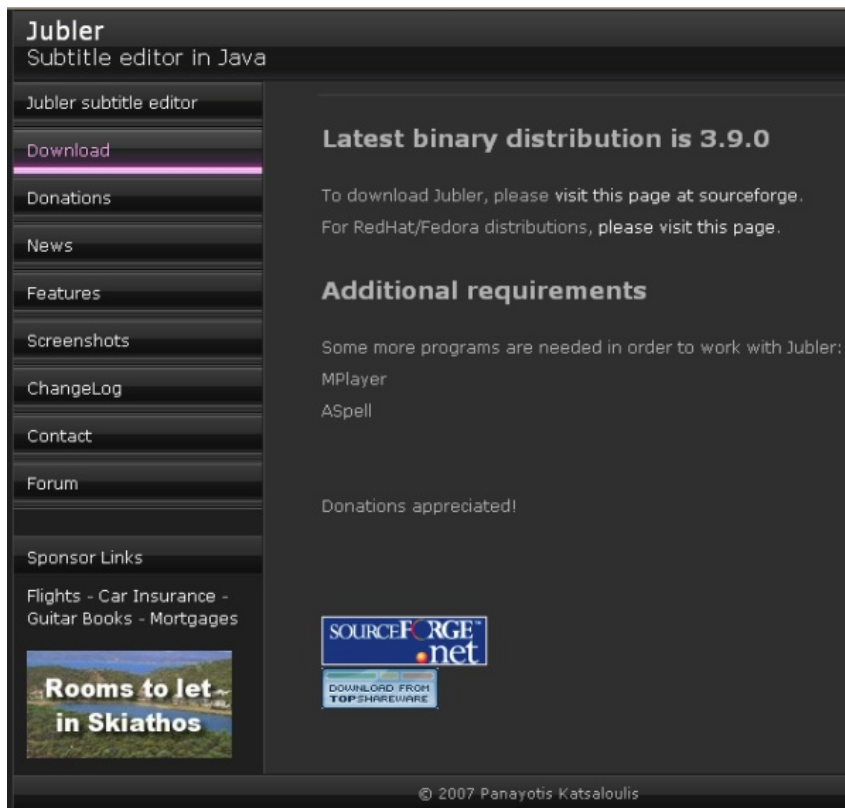 Jubler
Subtitle editor in Java
Jubler subtitle editor
Download
Donations
News
Features
Screenshots
ChangeLog
Contact
Forum
Sponsor Links
Flights - Car Insurance -
Guitar Books - Mortgages
Rooms to let
in Skiathos
Latest binary distribution is 3.9.0
To download Jubler, please visit this page at sourceforge.
For RedHat/Fedora distributions, please visit this page.
Additional requirements
Some more programs are needed in order to work with Jubler:
MPlayer
ASpell
Donations appreciated!
SOURCEFORGE™
.net
DOWNLOAD FROM
TOPSHAREWARE
© 2007 Panayotis Katsaloulis